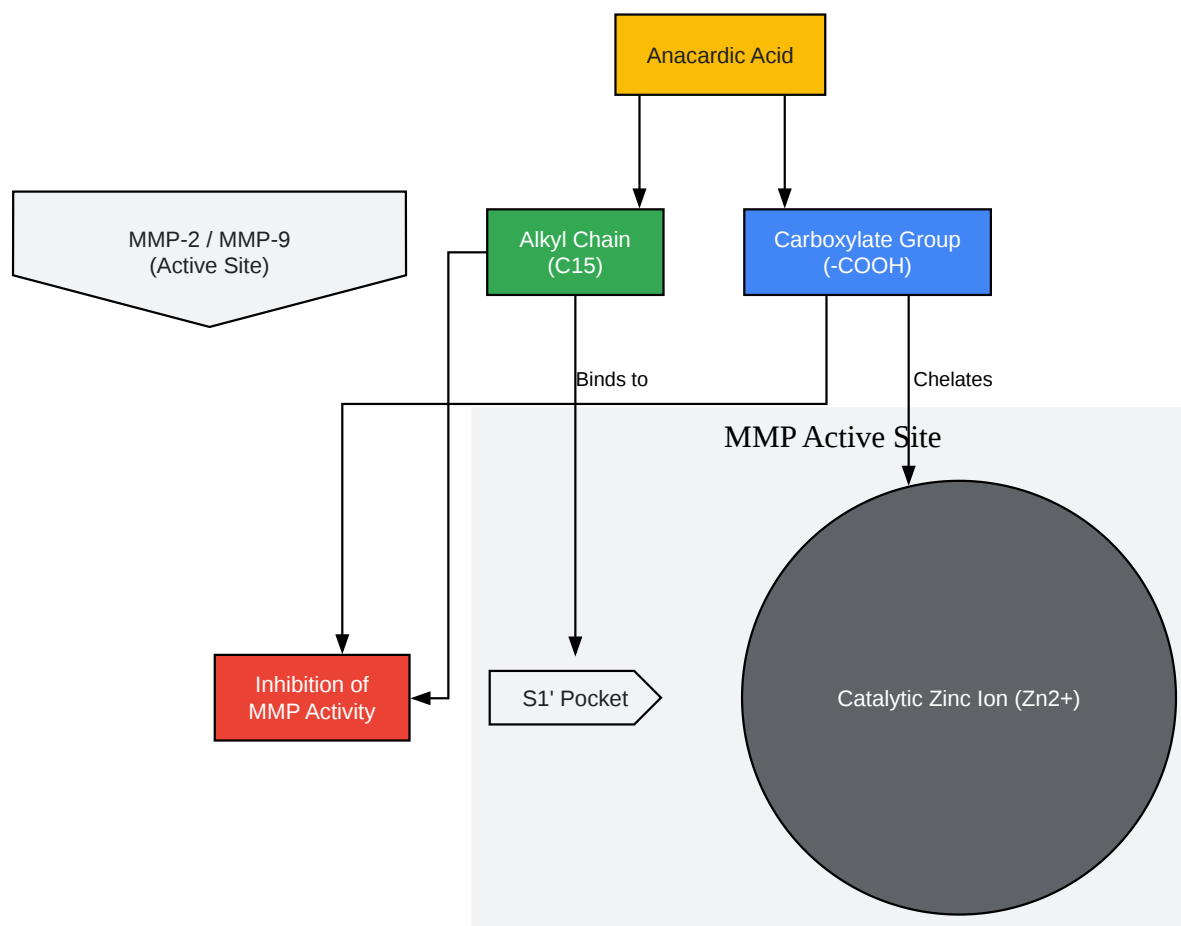 Anacardic Acid
MMP-2 / MMP-9
(Active Site)
Alkyl Chain
(C15)
Carboxylate Group
(-COOH)
Binds to
Chelates
MMP Active Site
Inhibition of
MMP Activity
S1' Pocket
Catalytic Zinc Ion (Zn2+)